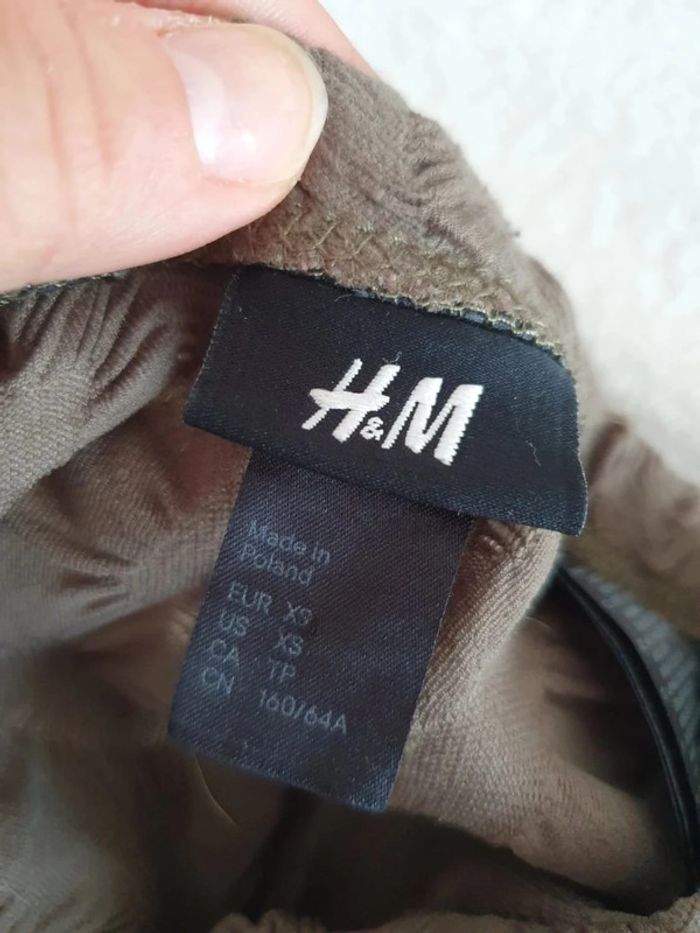 H&M
Made in
Poland
EUR XS
US XS
CA TP
CN 160/64A